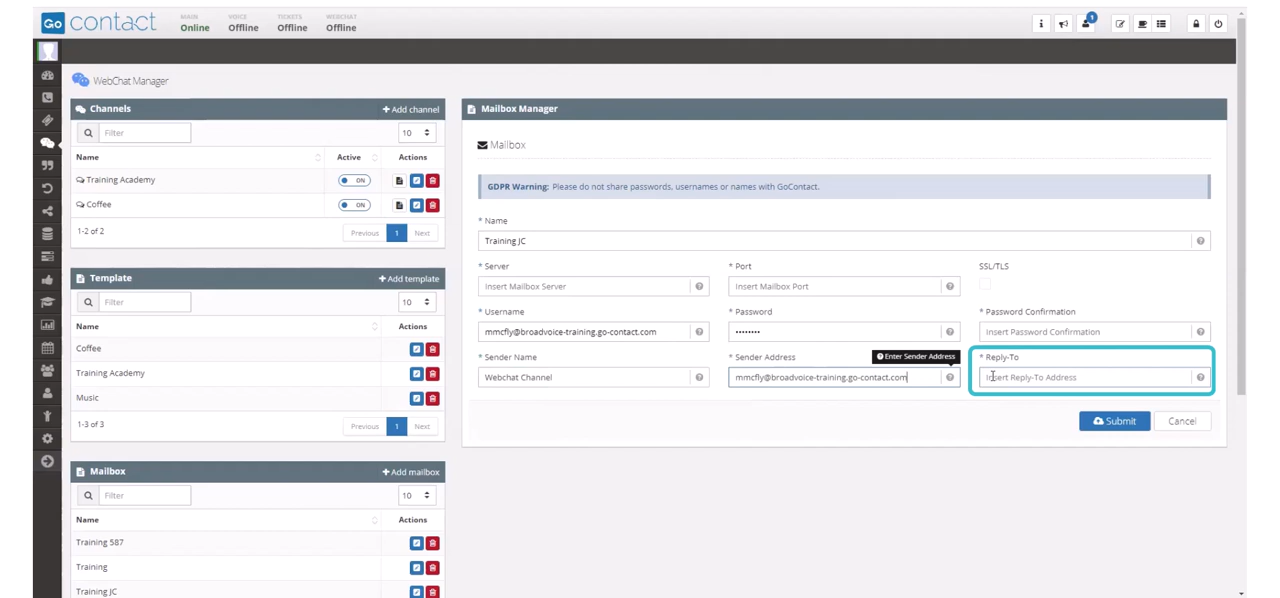 Go contact
MAIN
Online
VOICE
Offline
TICKETS
Offline
WEBCHAT
Offline
1
WebChat Manager
Channels
Add channel
Filter
10
Name
Active
Actions
Training Academy
ON
Coffee
ON
1-2 of 2
Previous
1
Next
Template
Add template
Filter
10
Name
Actions
Coffee
Training Academy
Music
1-3 of 3
Previous
1
Next
Mailbox
Add mailbox
Filter
10
Name
Actions
Training 587
Training
Training JC
Mailbox Manager
Mailbox
GDPR Warning: Please do not share passwords, usernames or names with GoContact.
* Name
Training JC
* Server
* Port
SSL/TLS
Insert Mailbox Server
Insert Mailbox Port
* Username
* Password
* Password Confirmation
mmcfly@broadvoice-training.go-contact.com
••••••••
Insert Password Confirmation
* Sender Name
* Sender Address
Enter Sender Address
* Reply-To
Webchat Channel
mmcfly@broadvoice-training.go-contact.com
Insert Reply-To Address
Submit
Cancel